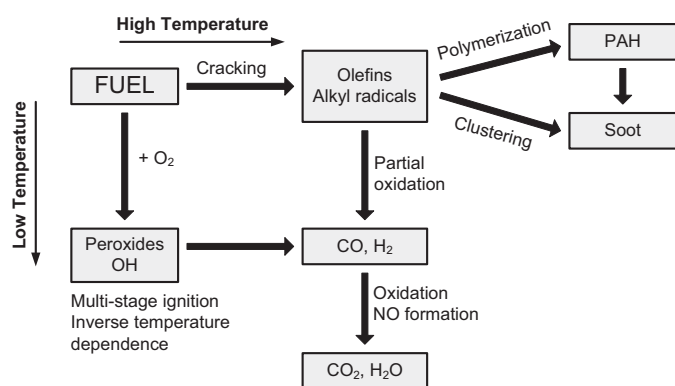 High Temperature
Polymerization
PAH
FUEL
Cracking
Olefins
Alkyl radicals
Clustering
Soot
Low Temperature
+ O₂
Partial
oxidation
Peroxides
OH
CO, H₂
Multi-stage ignition
Inverse temperature
dependence
Oxidation
NO formation
CO₂, H₂O